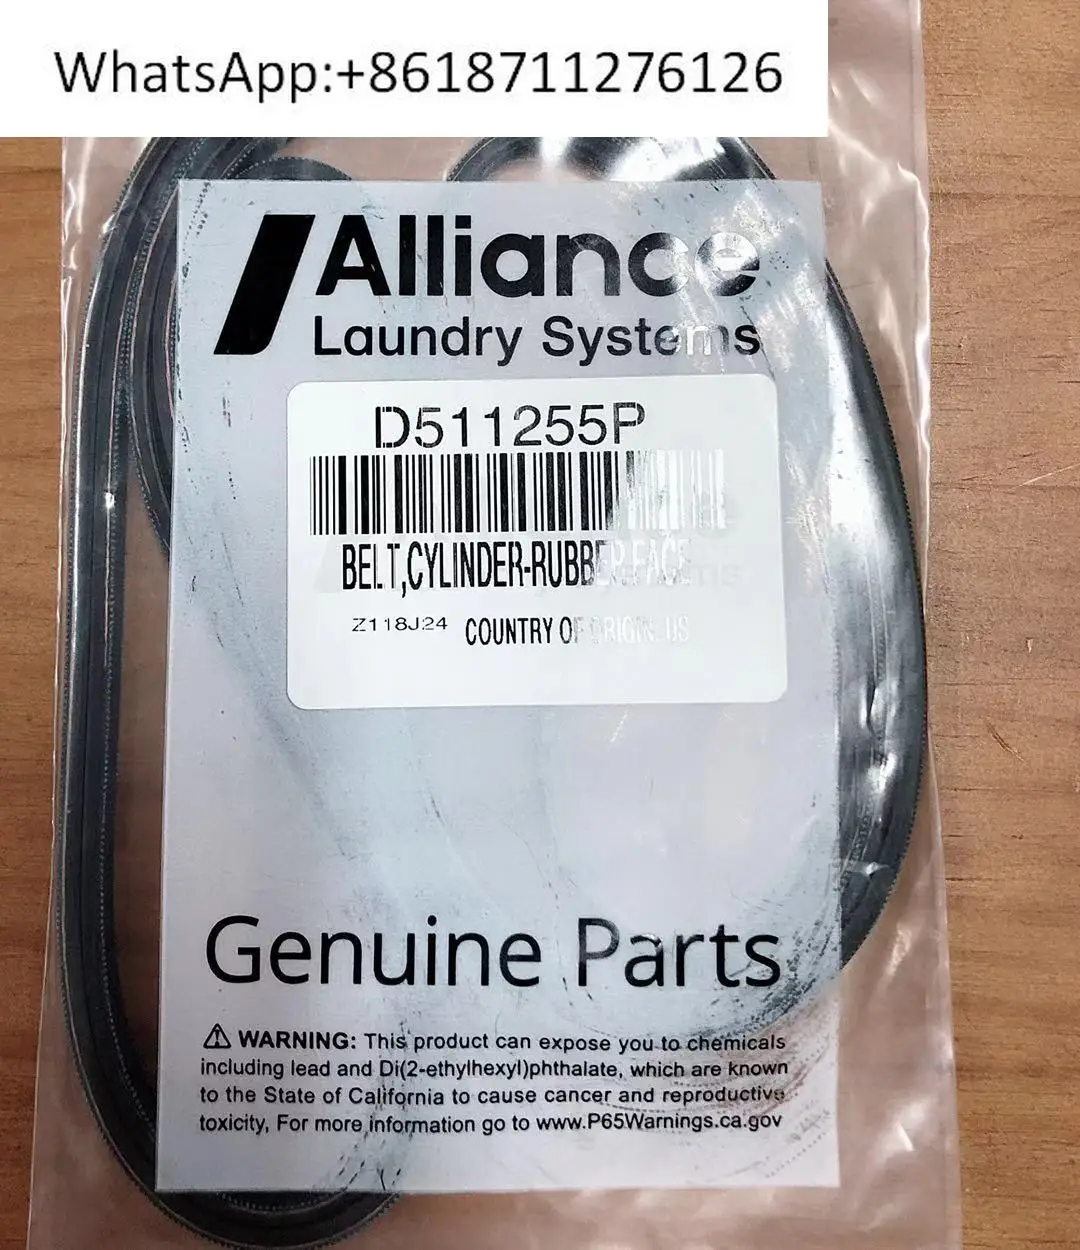 WhatsApp:+8618711276126
Alliance
Laundry Systems
D511255P
BELT,CYLINDER-RUBBER FACE
Z118J24 COUNTRY OF ORIGIN: US
Genuine Parts
⚠ WARNING: This product can expose you to chemicals
including lead and Di(2-ethylhexyl)phthalate, which are known
to the State of California to cause cancer and reproductive
toxicity, For more information go to www.P65Warnings.ca.gov